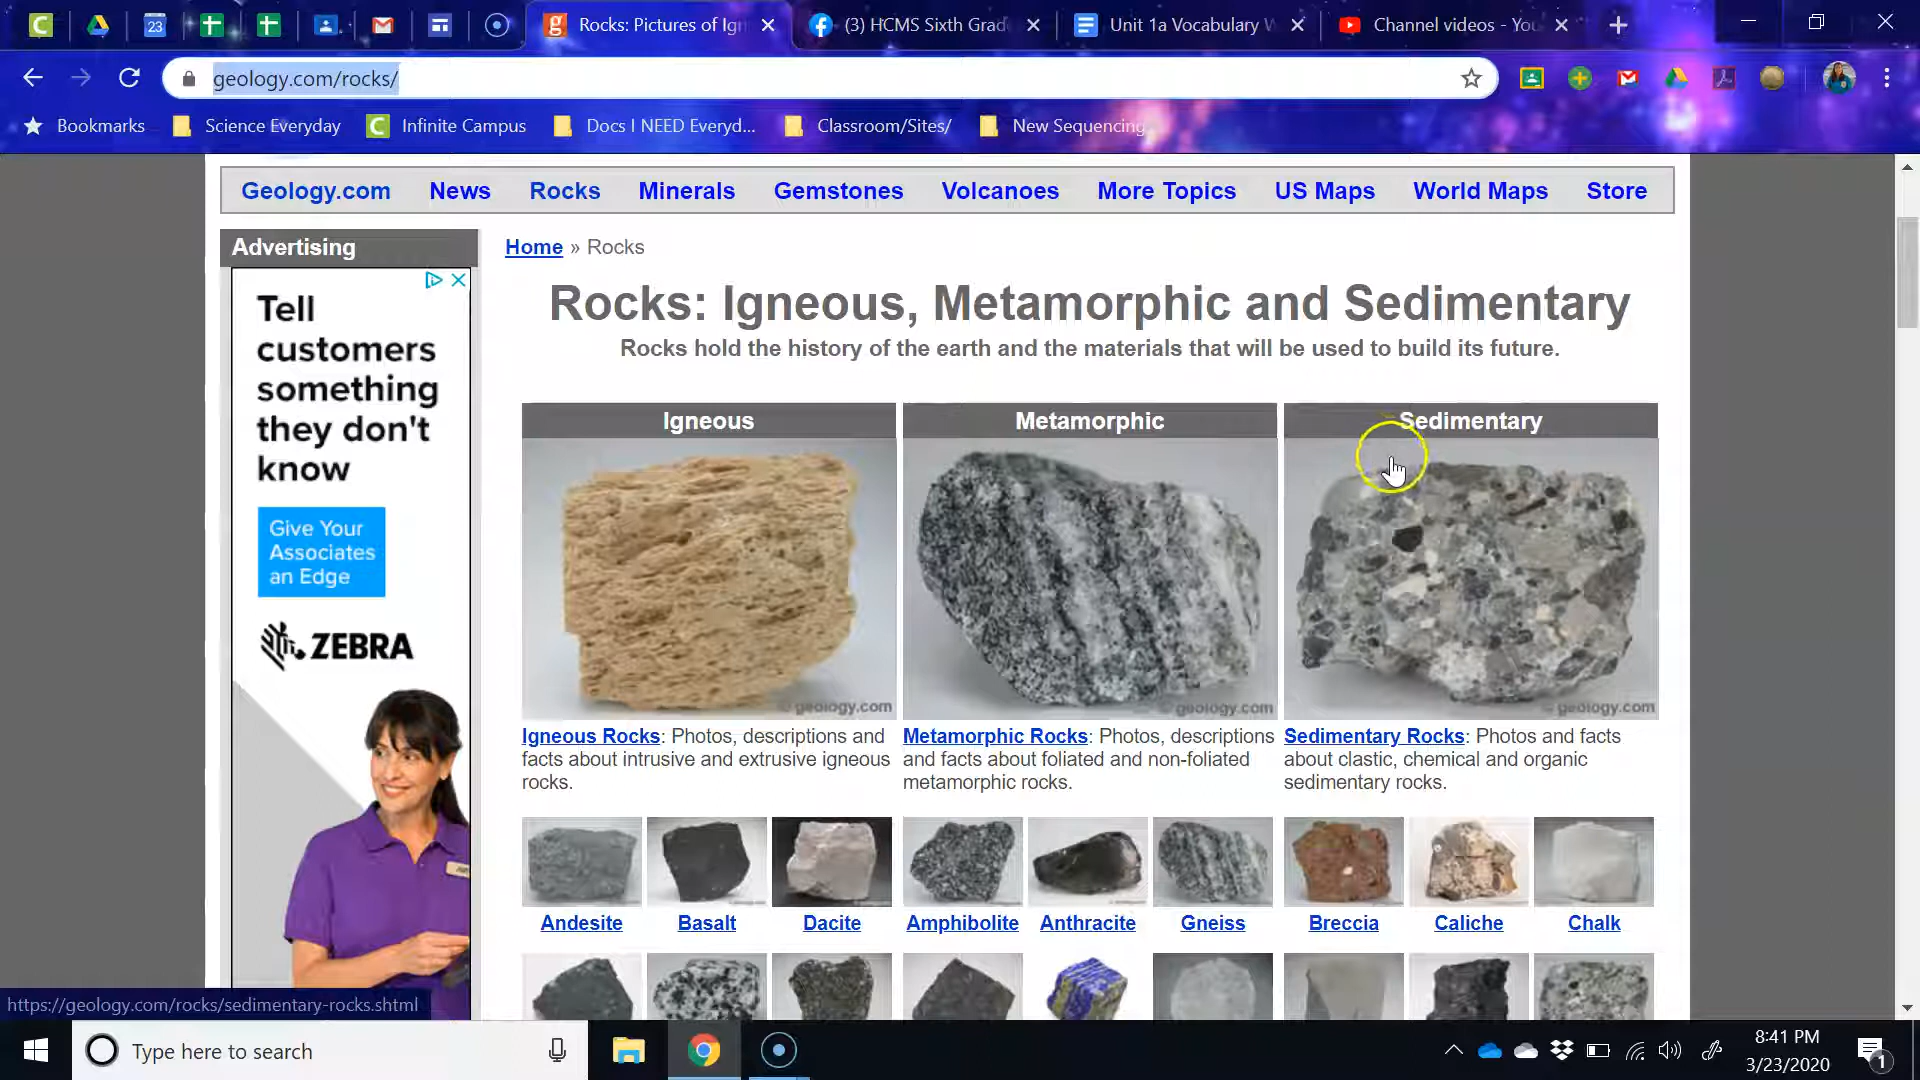 23
Rocks: Pictures of Ign
(3) HCMS Sixth Grad
Unit 1a Vocabulary W
Channel videos - You
geology.com/rocks/
Bookmarks
Science Everyday
Infinite Campus
Docs I NEED Everyd...
Classroom/Sites/
New Sequencing
Geology.com News Rocks Minerals Gemstones Volcanoes More Topics US Maps World Maps Store
Advertising
Tell
customers
something
they don't
know
Give Your
Associates
an Edge
ZEBRA
Home » Rocks
Rocks: Igneous, Metamorphic and Sedimentary
Rocks hold the history of the earth and the materials that will be used to build its future.
Igneous
Metamorphic
Sedimentary
© geology.com
© geology.com
© geology.com
Igneous Rocks: Photos, descriptions and
facts about intrusive and extrusive igneous
rocks.
Metamorphic Rocks: Photos, descriptions
and facts about foliated and non-foliated
metamorphic rocks.
Sedimentary Rocks: Photos and facts
about clastic, chemical and organic
sedimentary rocks.
Andesite
Basalt
Dacite
Amphibolite
Anthracite
Gneiss
Breccia
Caliche
Chalk
https://geology.com/rocks/sedimentary-rocks.shtml
Type here to search
8:41 PM
3/23/2020
1